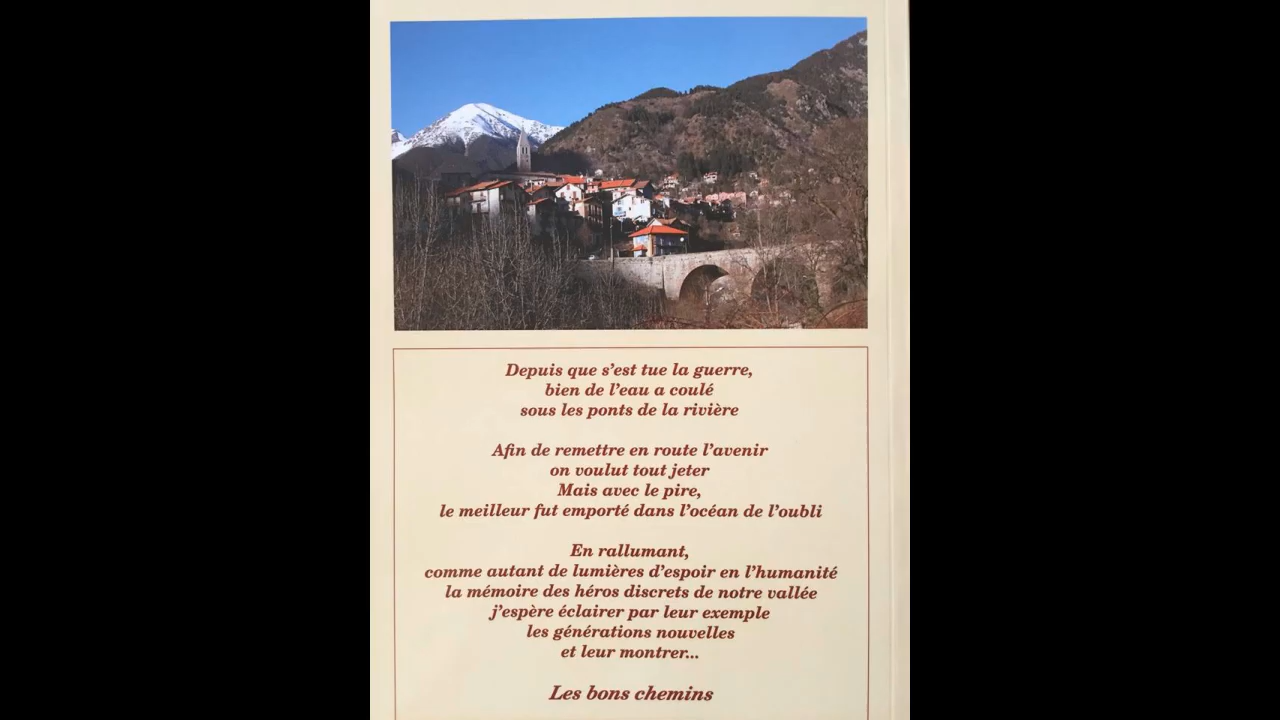 Depuis que s'est tue la guerre,
bien de l'eau a coulé
sous les ponts de la rivière
Afin de remettre en route l'avenir
on voulut tout jeter
Mais avec le pire,
le meilleur fut emporté dans l'océan de l'oubli
En rallumant,
comme autant de lumières d'espoir en l'humanité
la mémoire des héros discrets de notre vallée
j'espère éclairer par leur exemple
les générations nouvelles
et leur montrer...
Les bons chemins